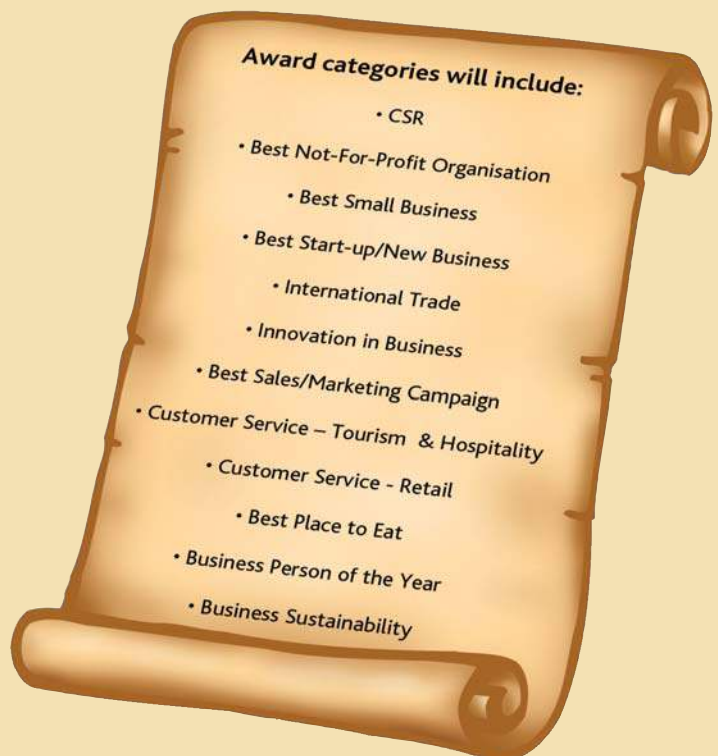 Award categories will include:
• CSR
• Best Not-For-Profit Organisation
• Best Small Business
• Best Start-up/New Business
• International Trade
• Innovation in Business
• Best Sales/Marketing Campaign
• Customer Service – Tourism & Hospitality
• Customer Service - Retail
• Best Place to Eat
• Business Person of the Year
• Business Sustainability